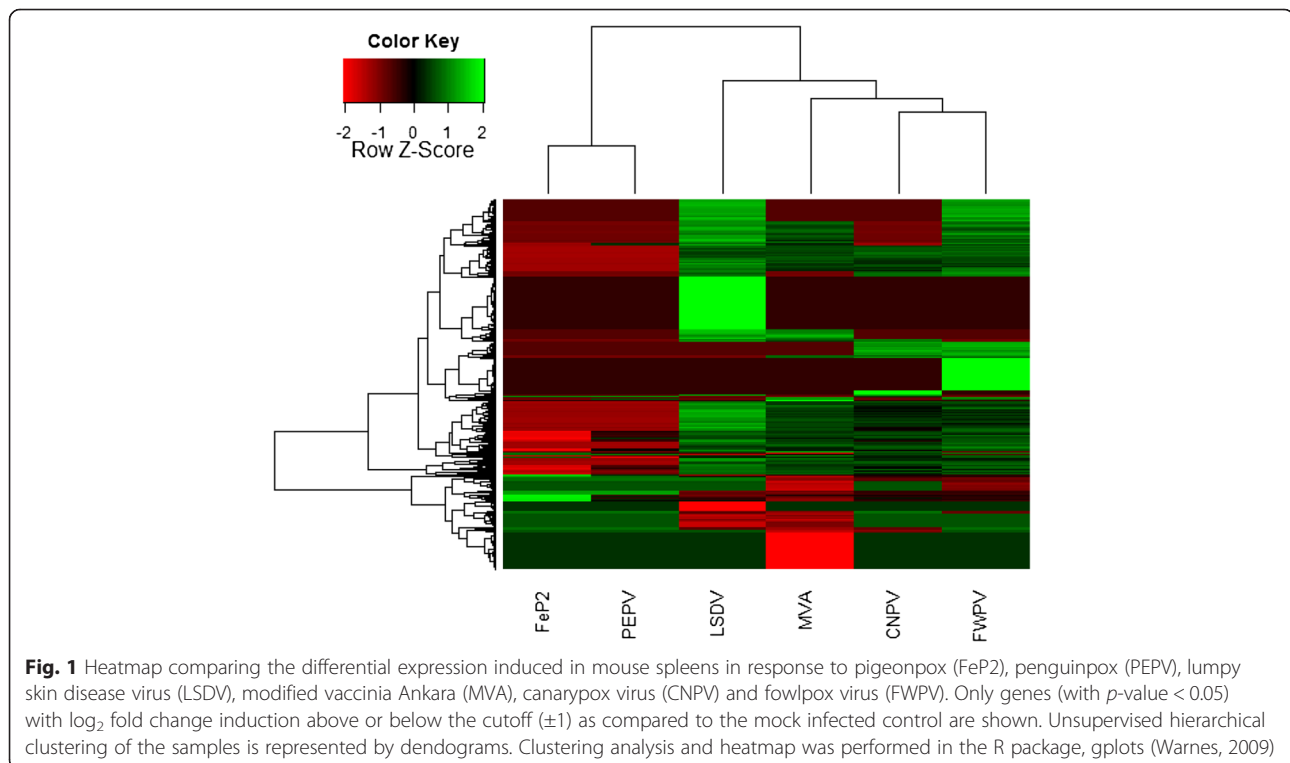 Color Key
-2 -1 0 1 2
Row Z-Score
FeP2
PEPV
LSDV
MVA
CNPV
FWPV
Fig. 1 Heatmap comparing the differential expression induced in mouse spleens in response to pigeonpox (FeP2), penguinpox (PEPV), lumpy
skin disease virus (LSDV), modified vaccinia Ankara (MVA), canarypox virus (CNPV) and fowlpox virus (FWPV). Only genes (with p-value < 0.05)
with log₂ fold change induction above or below the cutoff (±1) as compared to the mock infected control are shown. Unsupervised hierarchical
clustering of the samples is represented by dendograms. Clustering analysis and heatmap was performed in the R package, gplots (Warnes, 2009)